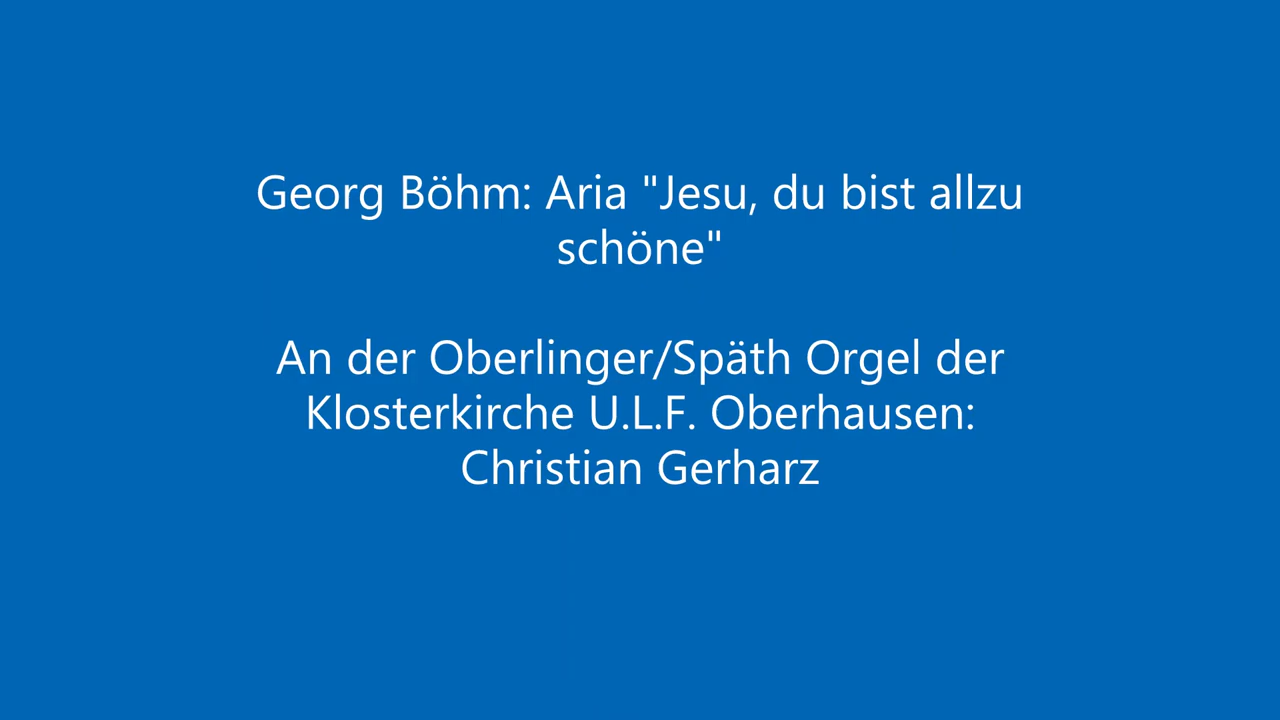 Georg Böhm: Aria "Jesu, du bist allzu
schöne"
An der Oberlinger/Späth Orgel der
Klosterkirche U.L.F. Oberhausen:
Christian Gerharz